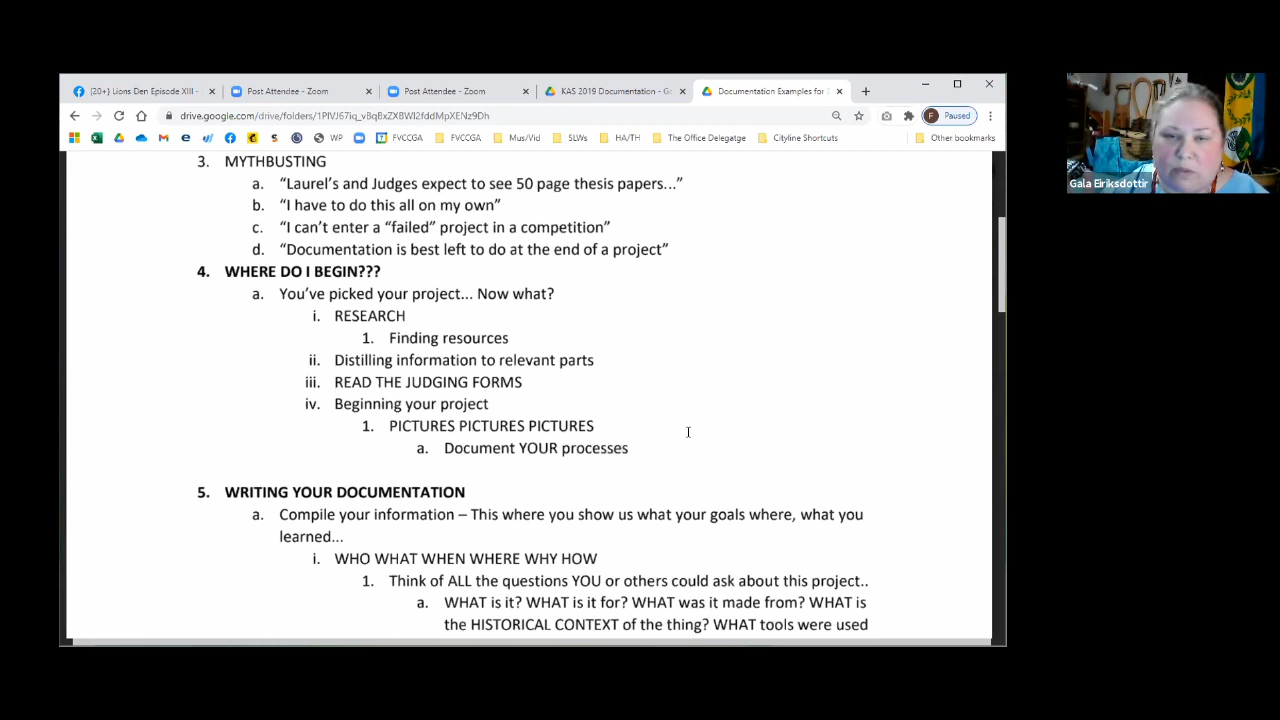 (20+) Lions Den Episode XIII -
Post Attendee - Zoom
Post Attendee - Zoom
KAS 2019 Documentation - Go
Documentation Examples for
drive.google.com/drive/folders/1PIVJ67iq_vBqBxZXBWI2fddMpXENz9Dh
Paused
FVCCGA
FVCCGA
Mus/Vid
SLWs
HA/TH
The Office Delegatge
Cityline Shortcuts
Other bookmarks
WP
3. MYTHBUSTING
a. “Laurel’s and Judges expect to see 50 page thesis papers...”
b. “I have to do this all on my own”
c. “I can’t enter a “failed” project in a competition”
d. “Documentation is best left to do at the end of a project”
4. WHERE DO I BEGIN???
a. You’ve picked your project... Now what?
i. RESEARCH
1. Finding resources
ii. Distilling information to relevant parts
iii. READ THE JUDGING FORMS
iv. Beginning your project
1. PICTURES PICTURES PICTURES
a. Document YOUR processes
5. WRITING YOUR DOCUMENTATION
a. Compile your information – This where you show us what your goals where, what you
learned...
i. WHO WHAT WHEN WHERE WHY HOW
1. Think of ALL the questions YOU or others could ask about this project..
a. WHAT is it? WHAT is it for? WHAT was it made from? WHAT is
the HISTORICAL CONTEXT of the thing? WHAT tools were used
Gala Eiriksdottir